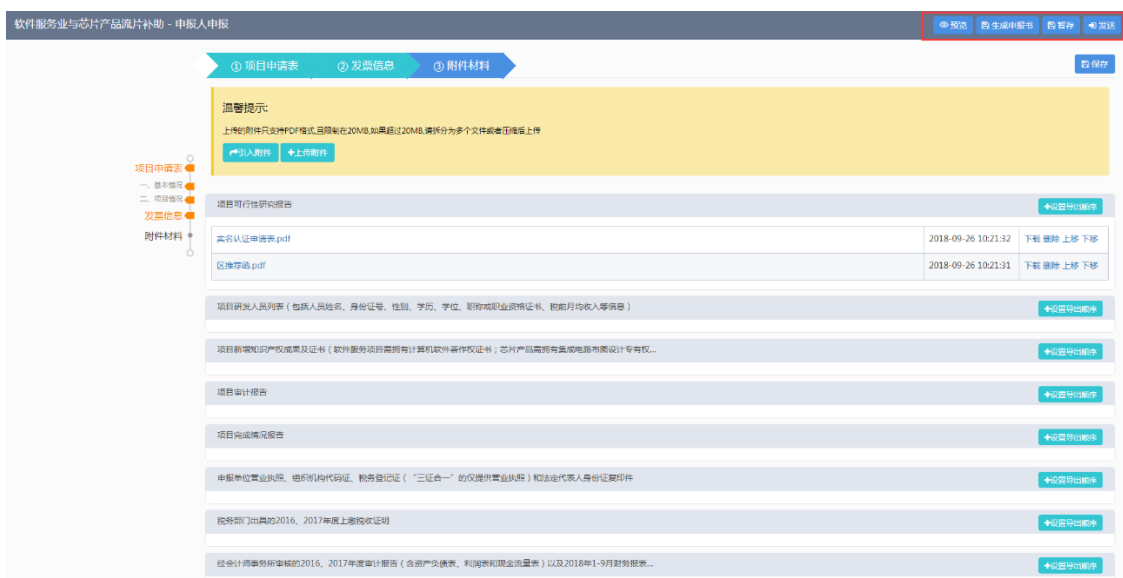 软件服务业与芯片产品流片补助 - 申报人申报
预览 生成申报书 暂存 发送
① 项目申请表 ② 发票信息 ③ 附件材料
保存
温馨提示:
上传的附件只支持PDF格式,且限制在20MB,如果超过20MB,请拆分为多个文件或者压缩后上传
引入附件 +上传附件
项目申请表
一、基本情况
二、项目情况
发票信息
附件材料
项目可行性研究报告 +设置导出顺序
实名认证申请表.pdf 2018-09-26 10:21:32 下载 删除 上移 下移
区推荐函.pdf 2018-09-26 10:21:31 下载 删除 上移 下移
项目研发人员列表（包括人员姓名、身份证号、性别、学历、学位、职称或职业资格证书、税前月均收入等信息） +设置导出顺序
项目新增知识产权成果及证书（软件服务项目需拥有计算机软件著作权证书；芯片产品需拥有集成电路布图设计专有权... +设置导出顺序
项目审计报告 +设置导出顺序
项目完成情况报告 +设置导出顺序
申报单位营业执照、组织机构代码证、税务登记证（“三证合一”的仅提供营业执照）和法定代表人身份证复印件 +设置导出顺序
税务部门出具的2016、2017年度上缴税收证明 +设置导出顺序
经会计师事务所审核的2016、2017年度审计报告（含资产负债表、利润表和现金流量表）以及2018年1-9月财务报表... +设置导出顺序